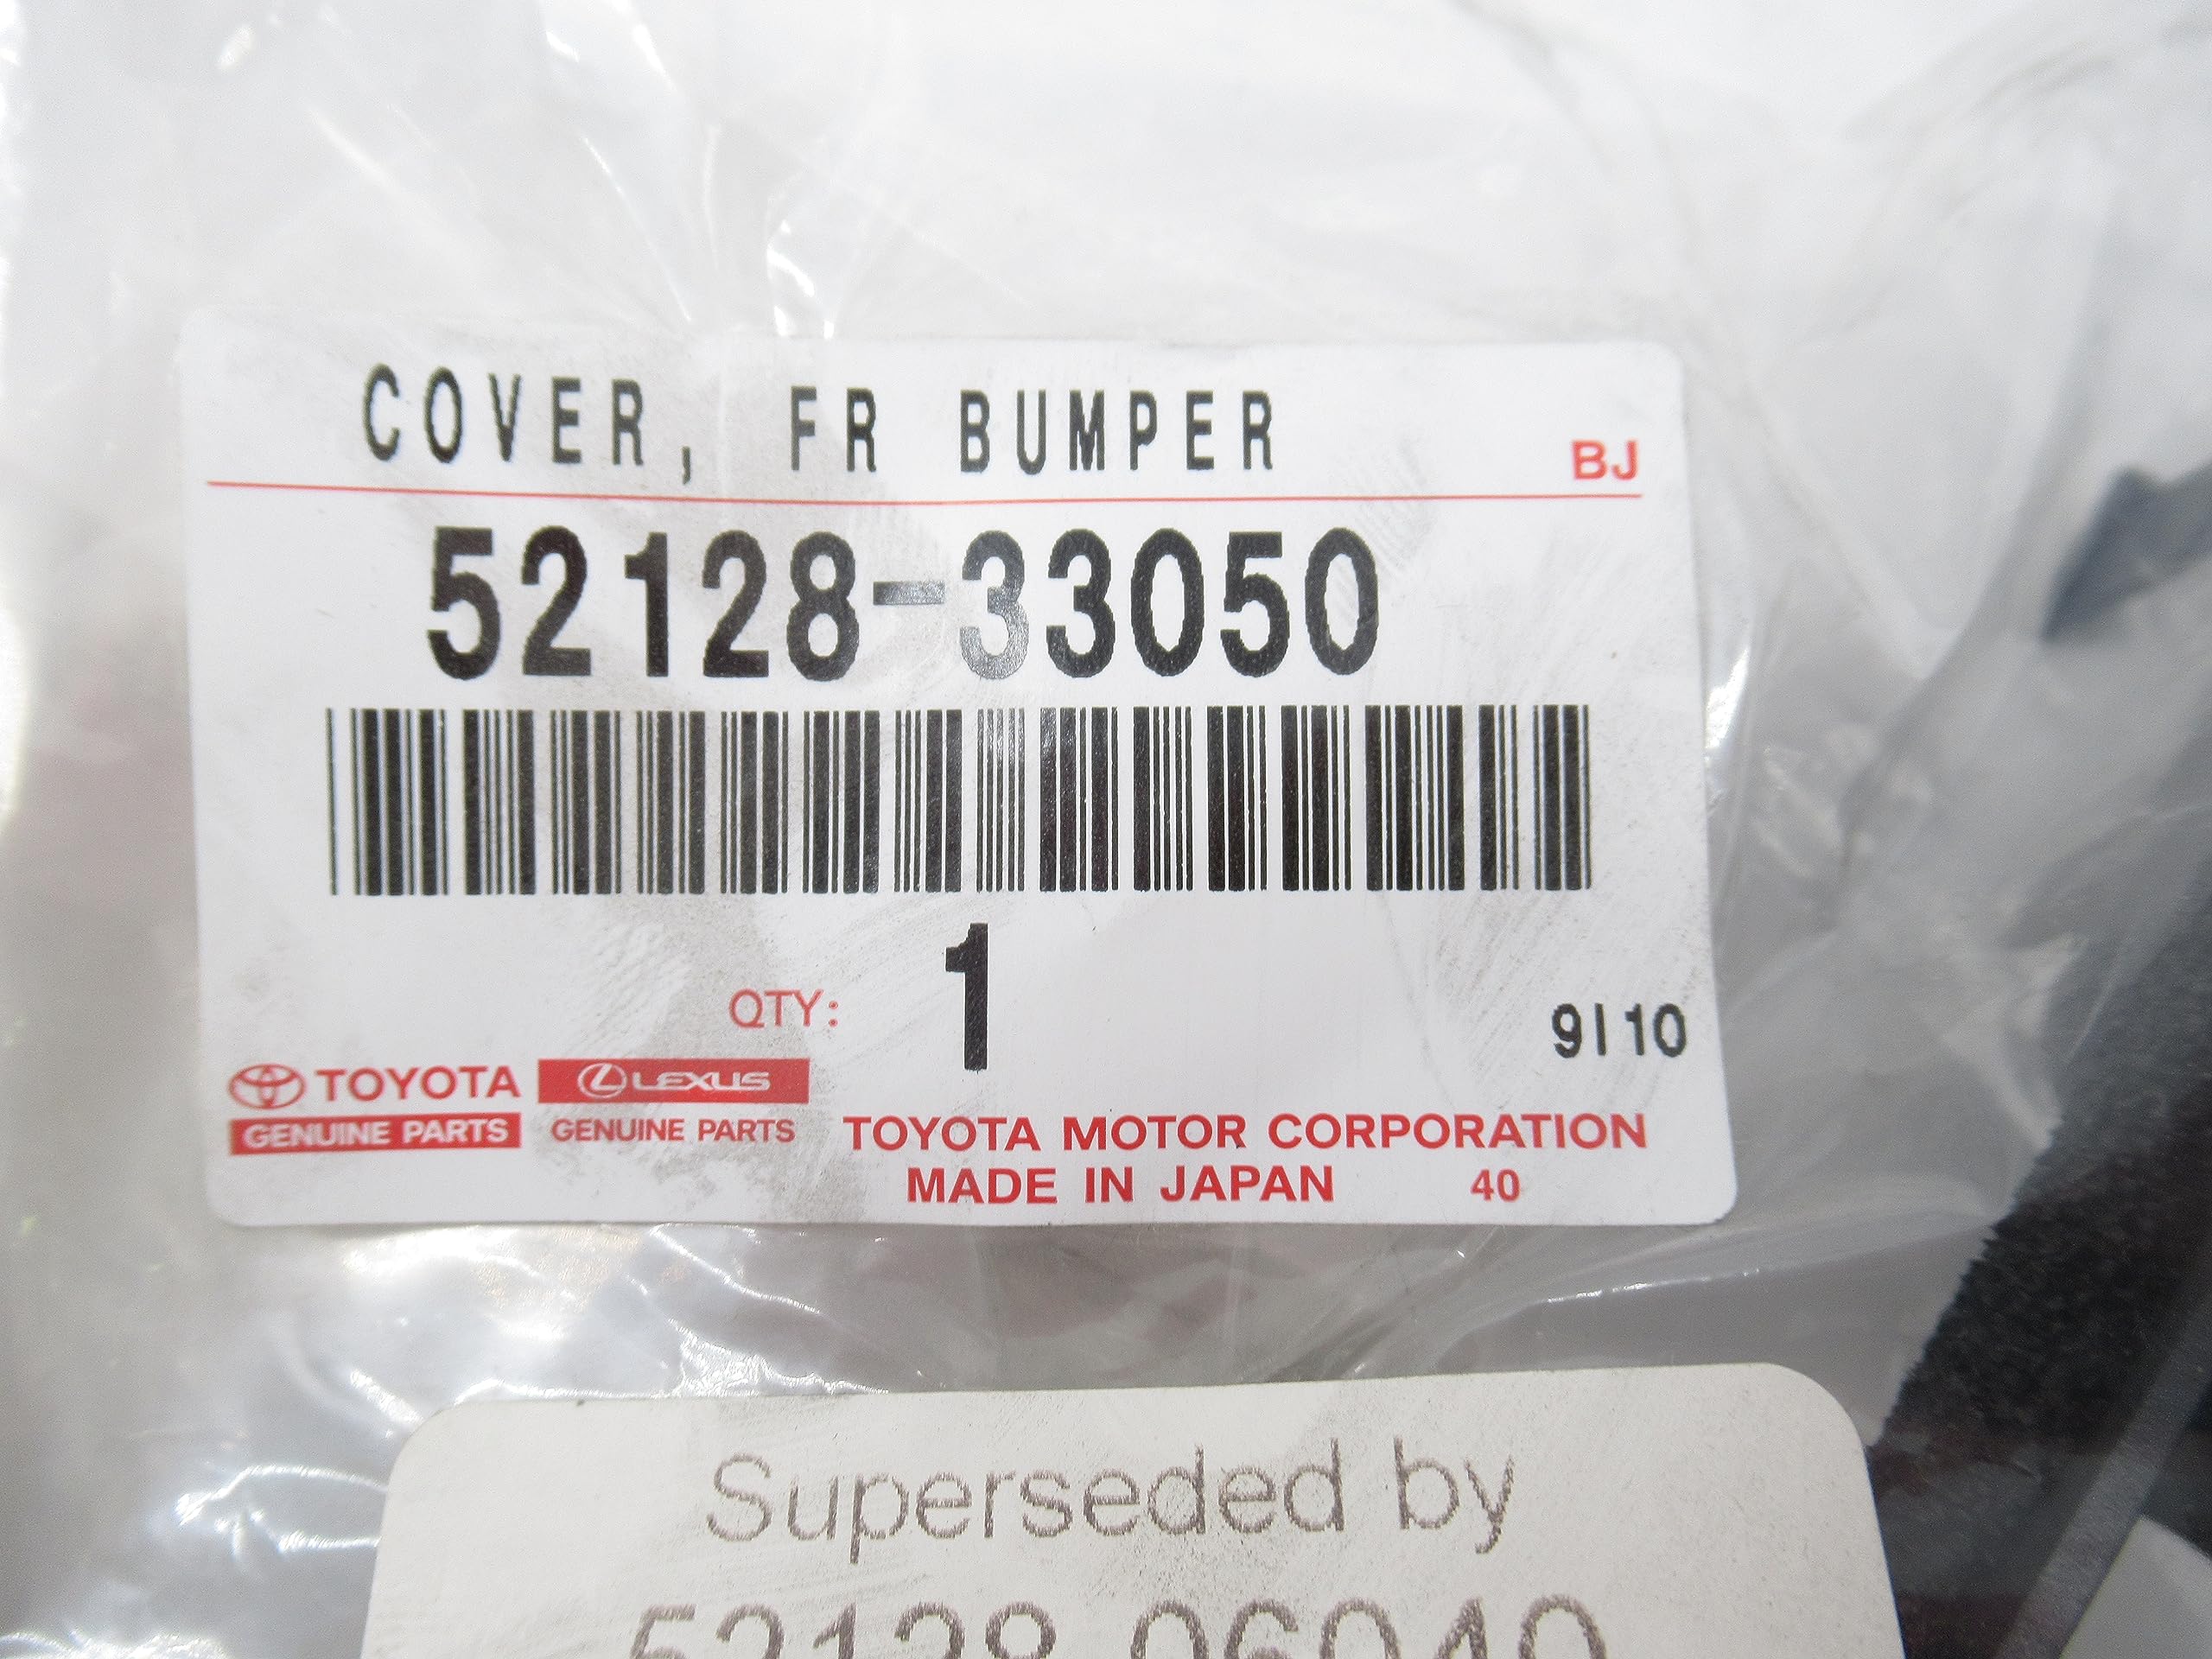 COVER, FR BUMPER
BJ
52128-33050
QTY: 1
9I10
TOYOTA
GENUINE PARTS
LEXUS
GENUINE PARTS
TOYOTA MOTOR CORPORATION
MADE IN JAPAN 40
Superseded by